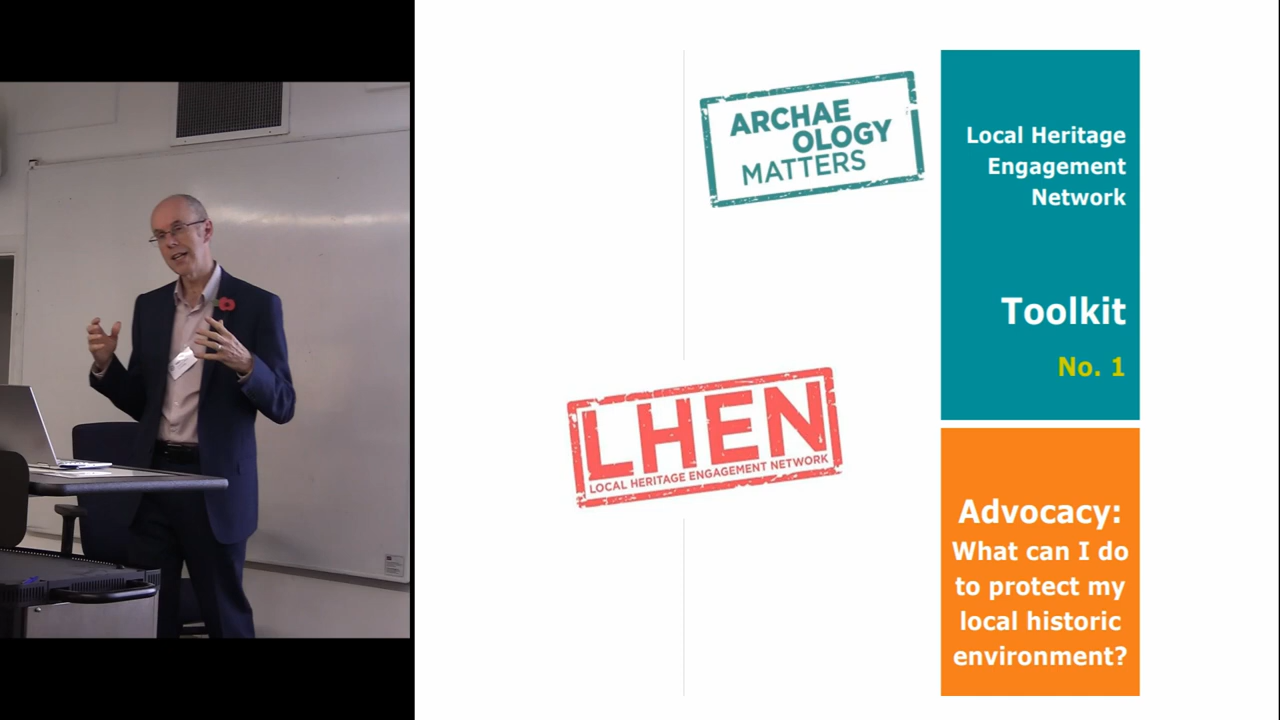 ARCHAE
OLOGY
MATTERS
Local Heritage
Engagement
Network
Toolkit
No. 1
LHEN
LOCAL HERITAGE ENGAGEMENT NETWORK
Advocacy:
What can I do
to protect my
local historic
environment?